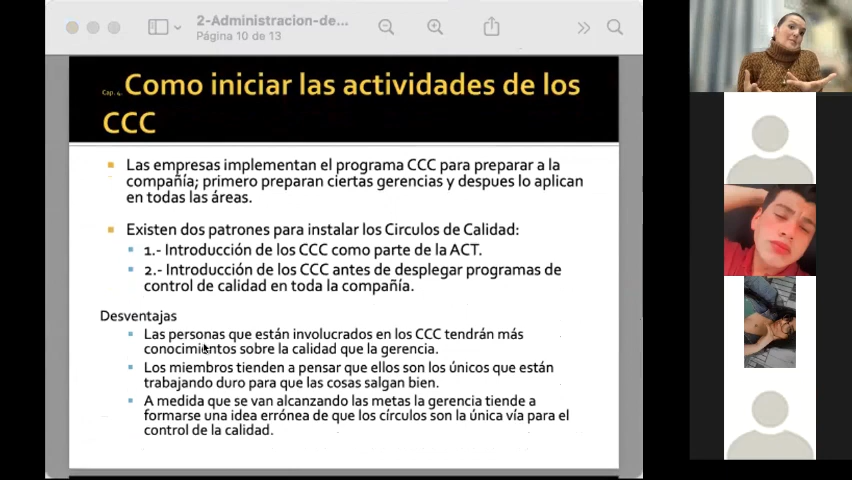 2-Administracion-de...
Página 10 de 13
Cap. 4. Como iniciar las actividades de los
CCC
Las empresas implementan el programa CCC para preparar a la
compañía; primero preparan ciertas gerencias y despues lo aplican
en todas las áreas.
Existen dos patrones para instalar los Circulos de Calidad:
1.- Introducción de los CCC como parte de la ACT.
2.- Introducción de los CCC antes de desplegar programas de
control de calidad en toda la compañía.
Desventajas
Las personas que están involucrados en los CCC tendrán más
conocimientos sobre la calidad que la gerencia.
Los miembros tienden a pensar que ellos son los únicos que están
trabajando duro para que las cosas salgan bien.
A medida que se van alcanzando las metas la gerencia tiende a
formarse una idea errónea de que los círculos son la única vía para el
control de la calidad.